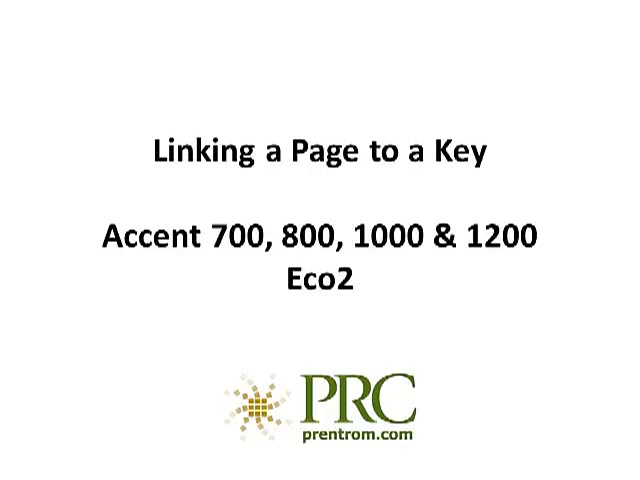 Linking a Page to a Key
Accent 700, 800, 1000 & 1200
Eco2
PRC
prentrom.com